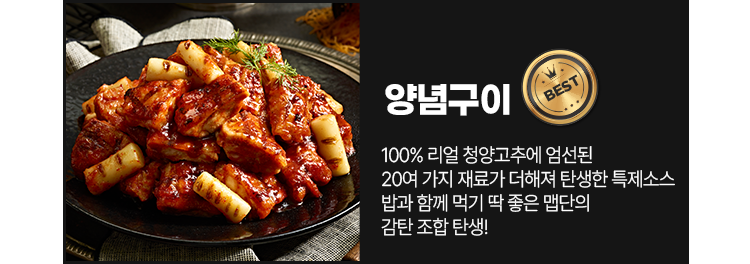 양념구이
BEST
100% 리얼 청양고추에 엄선된
20여 가지 재료가 더해져 탄생한 특제소스
밥과 함께 먹기 딱 좋은 맵단의
감탄 조합 탄생!